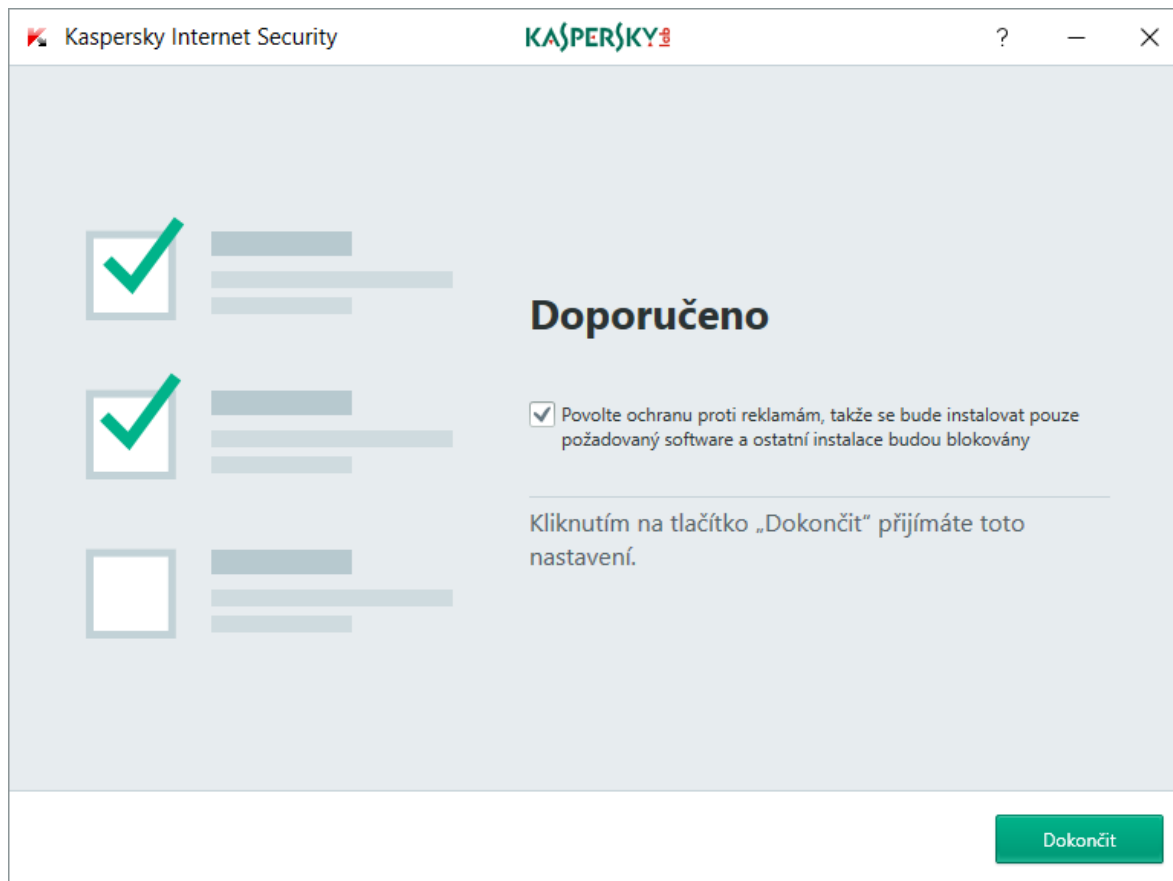 Kaspersky Internet Security
KASPERSKY lab
?
Doporučeno
Povolte ochranu proti reklamám, takže se bude instalovat pouze
požadovaný software a ostatní instalace budou blokovány
Kliknutím na tlačítko „Dokončit“ přijímáte toto
nastavení.
Dokončit